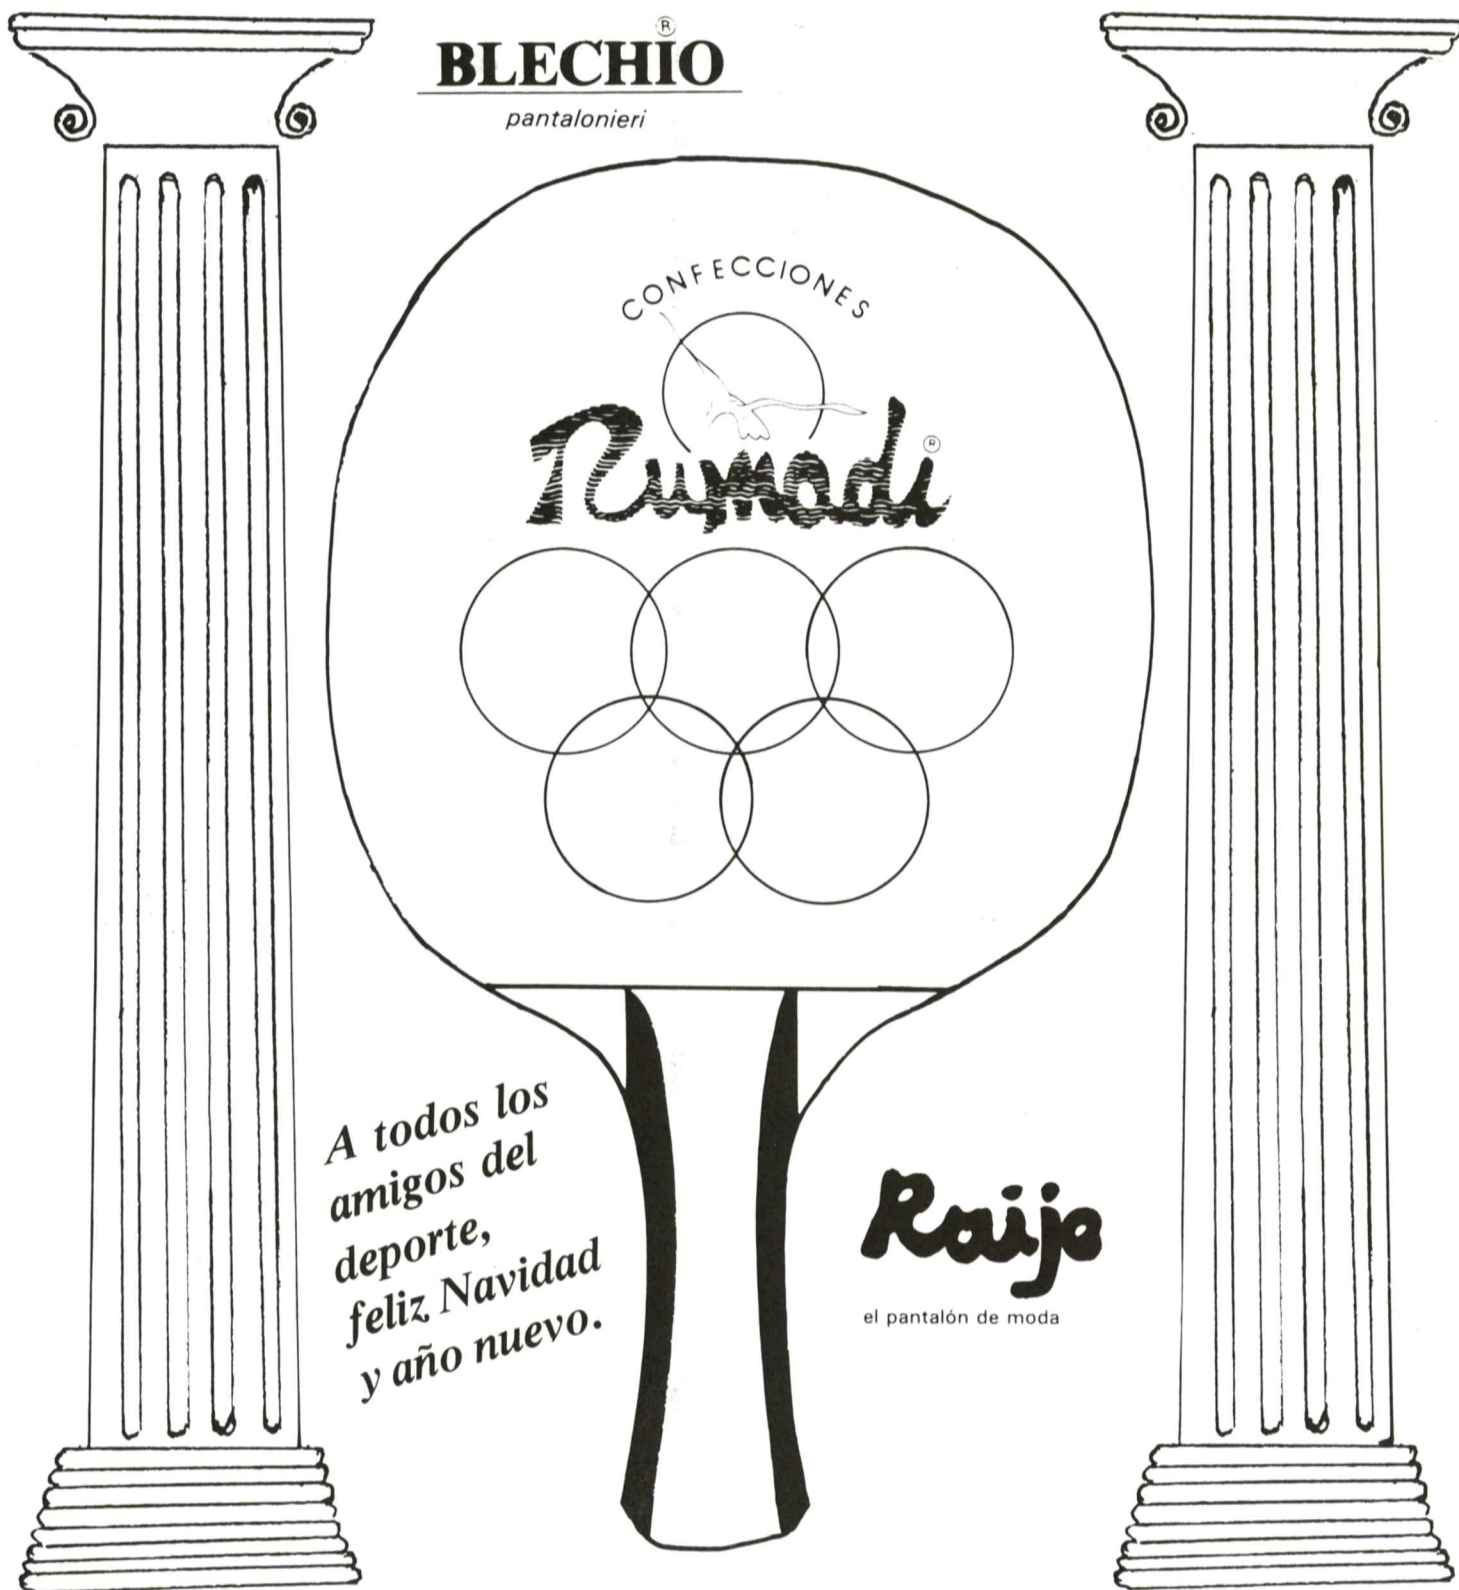 BLECHIO®
pantalonieri
CONFECCIONES
Rumadi®
A todos los
amigos del
deporte,
feliz Navidad
y año nuevo.
Raijo
el pantalón de moda